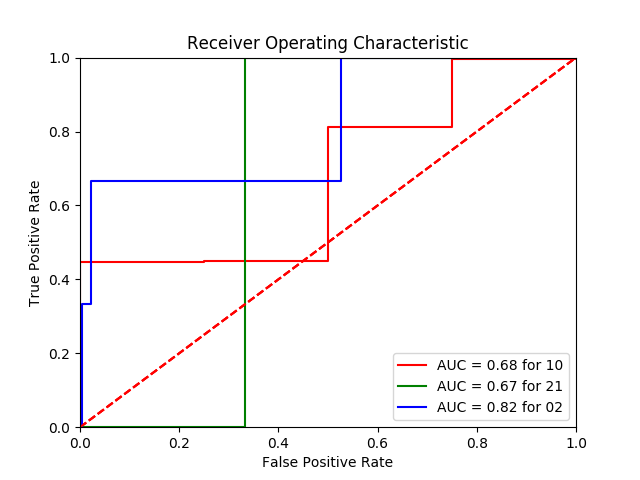 Receiver Operating Characteristic
1.0
0.8
0.6
0.4
0.2
0.0
True Positive Rate
AUC = 0.68 for 10
AUC = 0.67 for 21
AUC = 0.82 for 02
0.0 0.2 0.4 0.6 0.8 1.0
False Positive Rate